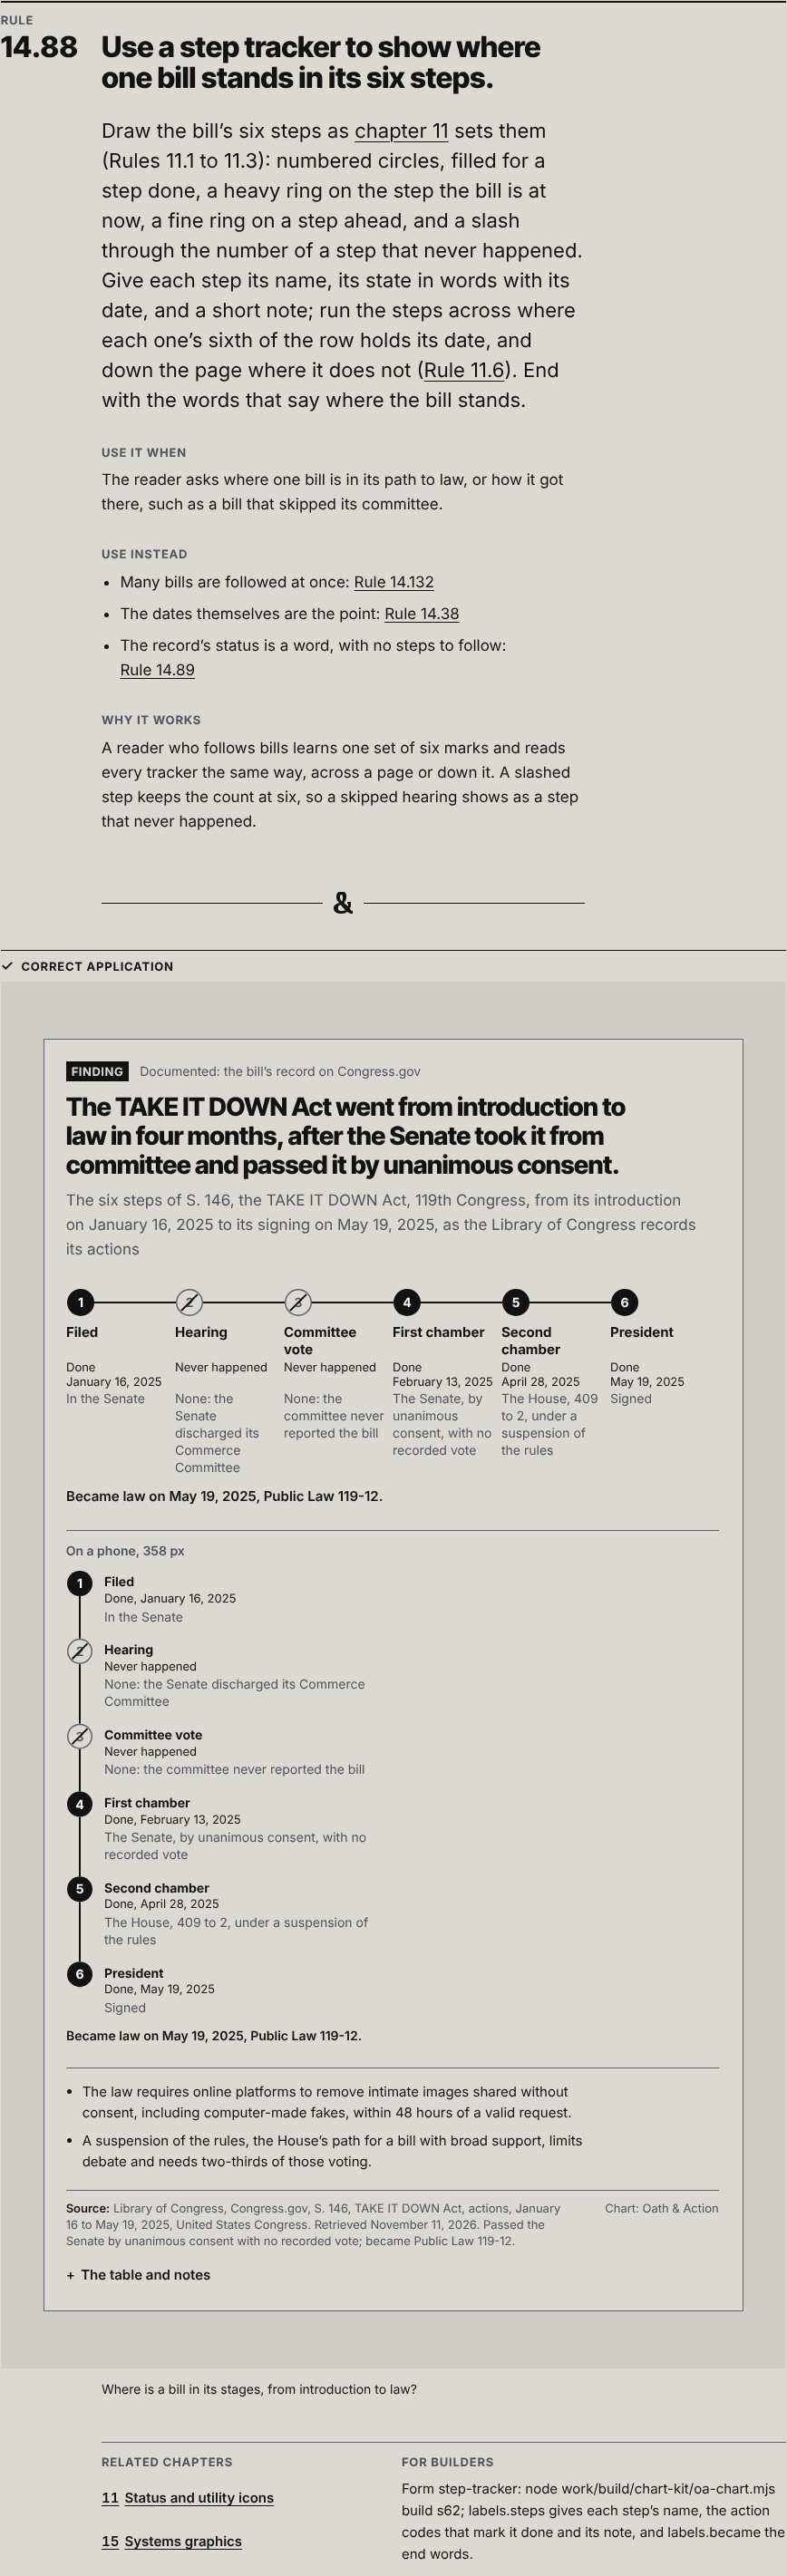 RULE
14.88 Use a step tracker to show where
one bill stands in its six steps.
Draw the bill’s six steps as chapter 11 sets them
(Rules 11.1 to 11.3): numbered circles, filled for a
step done, a heavy ring on the step the bill is at
now, a fine ring on a step ahead, and a slash
through the number of a step that never happened.
Give each step its name, its state in words with its
date, and a short note; run the steps across where
each one’s sixth of the row holds its date, and
down the page where it does not (Rule 11.6). End
with the words that say where the bill stands.
USE IT WHEN
The reader asks where one bill is in its path to law, or how it got
there, such as a bill that skipped its committee.
USE INSTEAD
• Many bills are followed at once: Rule 14.132
• The dates themselves are the point: Rule 14.38
• The record’s status is a word, with no steps to follow:
Rule 14.89
WHY IT WORKS
A reader who follows bills learns one set of six marks and reads
every tracker the same way, across a page or down it. A slashed
step keeps the count at six, so a skipped hearing shows as a step
that never happened.
&
✓ CORRECT APPLICATION
FINDING Documented: the bill’s record on Congress.gov
The TAKE IT DOWN Act went from introduction to
law in four months, after the Senate took it from
committee and passed it by unanimous consent.
The six steps of S. 146, the TAKE IT DOWN Act, 119th Congress, from its introduction
on January 16, 2025 to its signing on May 19, 2025, as the Library of Congress records
its actions
1
Filed
Done
January 16, 2025
In the Senate
2
Hearing
Never happened
None: the
Senate
discharged its
Commerce
Committee
3
Committee
vote
Never happened
None: the
committee never
reported the bill
4
First chamber
Done
February 13, 2025
The Senate, by
unanimous
consent, with no
recorded vote
5
Second
chamber
Done
April 28, 2025
The House, 409
to 2, under a
suspension of
the rules
6
President
Done
May 19, 2025
Signed
Became law on May 19, 2025, Public Law 119-12.
On a phone, 358 px
1 Filed
Done, January 16, 2025
In the Senate
2 Hearing
Never happened
None: the Senate discharged its Commerce
Committee
3 Committee vote
Never happened
None: the committee never reported the bill
4 First chamber
Done, February 13, 2025
The Senate, by unanimous consent, with no
recorded vote
5 Second chamber
Done, April 28, 2025
The House, 409 to 2, under a suspension of
the rules
6 President
Done, May 19, 2025
Signed
Became law on May 19, 2025, Public Law 119-12.
• The law requires online platforms to remove intimate images shared without
consent, including computer-made fakes, within 48 hours of a valid request.
• A suspension of the rules, the House’s path for a bill with broad support, limits
debate and needs two-thirds of those voting.
Source: Library of Congress, Congress.gov, S. 146, TAKE IT DOWN Act, actions, January
16 to May 19, 2025, United States Congress. Retrieved November 11, 2026. Passed the
Senate by unanimous consent with no recorded vote; became Public Law 119-12.
Chart: Oath & Action
+ The table and notes
Where is a bill in its stages, from introduction to law?
RELATED CHAPTERS
11 Status and utility icons
15 Systems graphics
FOR BUILDERS
Form step-tracker: node work/build/chart-kit/oa-chart.mjs
build s62; labels.steps gives each step’s name, the action
codes that mark it done and its note, and labels.became the
end words.